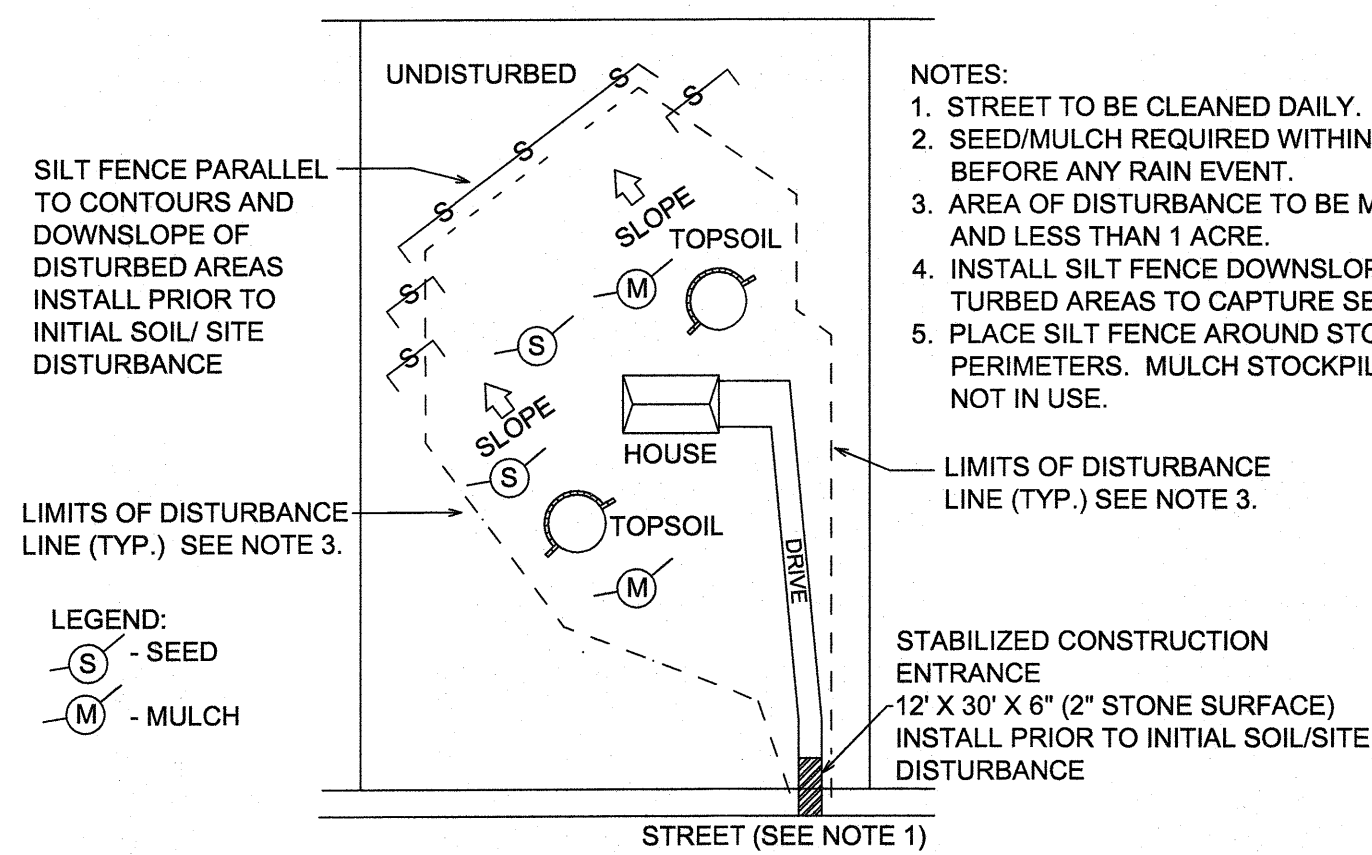 UNDISTURBED
SILT FENCE PARALLEL
TO CONTOURS AND
DOWNSLOPE OF
DISTURBED AREAS
INSTALL PRIOR TO
INITIAL SOIL/ SITE
DISTURBANCE
S
S
S
S
S
S
SLOPE
TOPSOIL
M
S
SLOPE
S
HOUSE
TOPSOIL
M
DRIVE
LIMITS OF DISTURBANCE
LINE (TYP.) SEE NOTE 3.
LEGEND:
S - SEED
M - MULCH
NOTES:
1. STREET TO BE CLEANED DAILY.
2. SEED/MULCH REQUIRED WITHIN
BEFORE ANY RAIN EVENT.
3. AREA OF DISTURBANCE TO BE
AND LESS THAN 1 ACRE.
4. INSTALL SILT FENCE
TURBED AREAS TO CAPTURE
5. PLACE SILT FENCE AROUND
PERIMETERS. MULCH
NOT IN USE.
LIMITS OF DISTURBANCE
LINE (TYP.) SEE NOTE 3.
STABILIZED CONSTRUCTION
ENTRANCE
12' X 30' X 6" (2" STONE SURFACE)
INSTALL PRIOR TO INITIAL SOIL/SITE
DISTURBANCE
STREET (SEE NOTE 1)